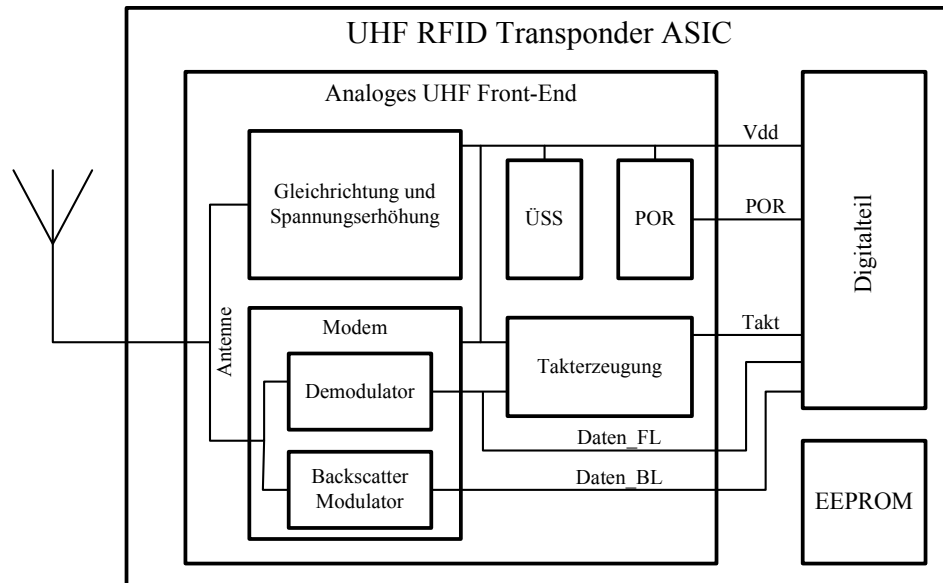 UHF RFID Transponder ASIC
Analoges UHF Front-End
Gleichrichtung und
Spannungserhöhung
ÜSS
POR
Vdd
POR
Digitalteil
Antenne
Modem
Demodulator
Backscatter
Modulator
Takterzeugung
Takt
Daten_FL
Daten_BL
EEPROM